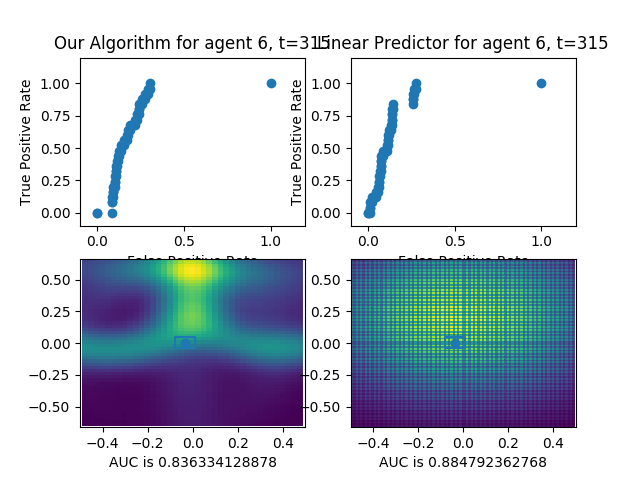 Our Algorithm for agent 6, t=315
Linear Predictor for agent 6, t=315
True Positive Rate
1.00
0.75
0.50
0.25
0.00
0.0 0.5 1.0
False Positive Rate
True Positive Rate
1.00
0.75
0.50
0.25
0.00
0.0 0.5 1.0
False Positive Rate
0.50
0.25
0.00
−0.25
−0.50
−0.4 −0.2 0.0 0.2 0.4
AUC is 0.836334128878
0.50
0.25
0.00
−0.25
−0.50
−0.4 −0.2 0.0 0.2 0.4
AUC is 0.884792362768